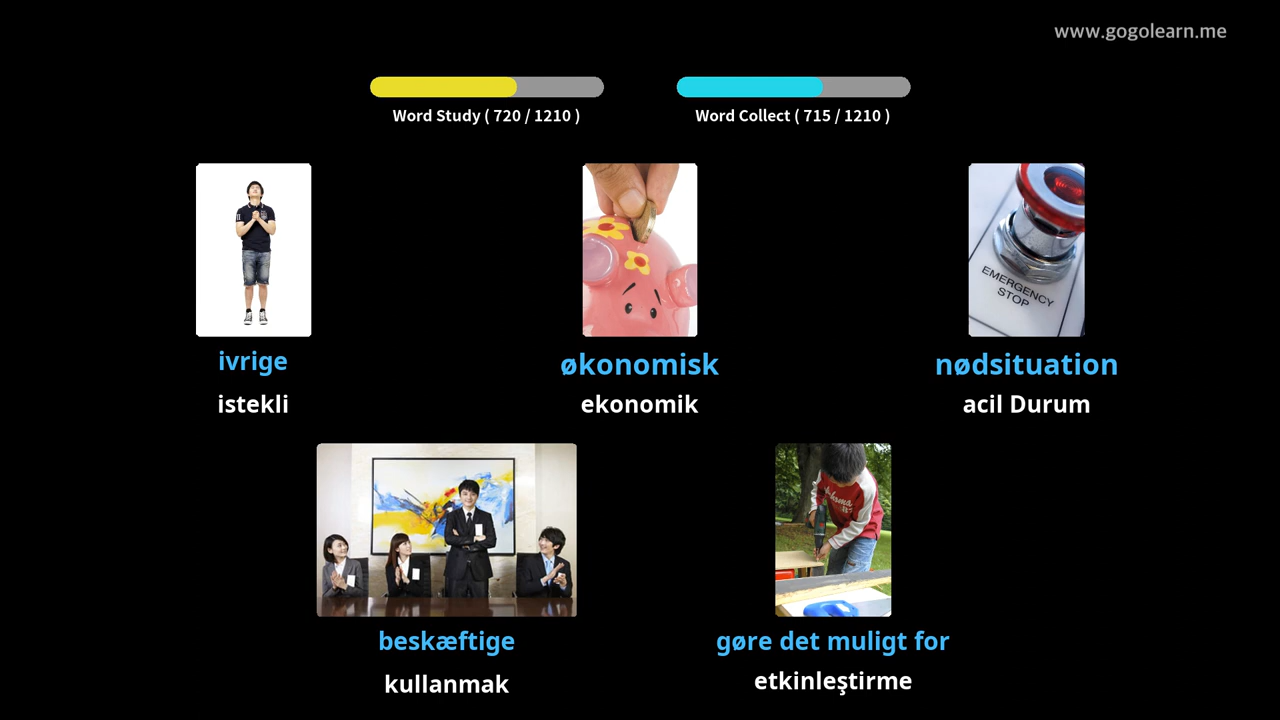 www.gogolearn.me
Word Study ( 720 / 1210 )
Word Collect ( 715 / 1210 )
EMERGENCY
STOP
ivrige
økonomisk
nødsituation
istekli
ekonomik
acil Durum
beskæftige
gøre det muligt for
kullanmak
etkinleştirme